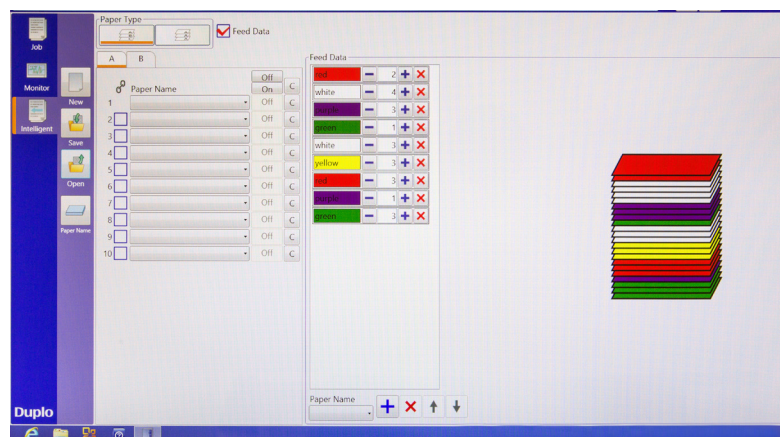 Paper Type
Feed Data
Job
Monitor
Intelligent
New
Save
Open
Paper Name
Duplo
A B
Paper Name Off On C
1 Off C
2 Off C
3 Off C
4 Off C
5 Off C
6 Off C
7 Off C
8 Off C
9 Off C
10 Off C
Feed Data
red 2
white 4
purple 3
green 1
white 3
yellow 3
red 3
purple 1
green 3
Paper Name